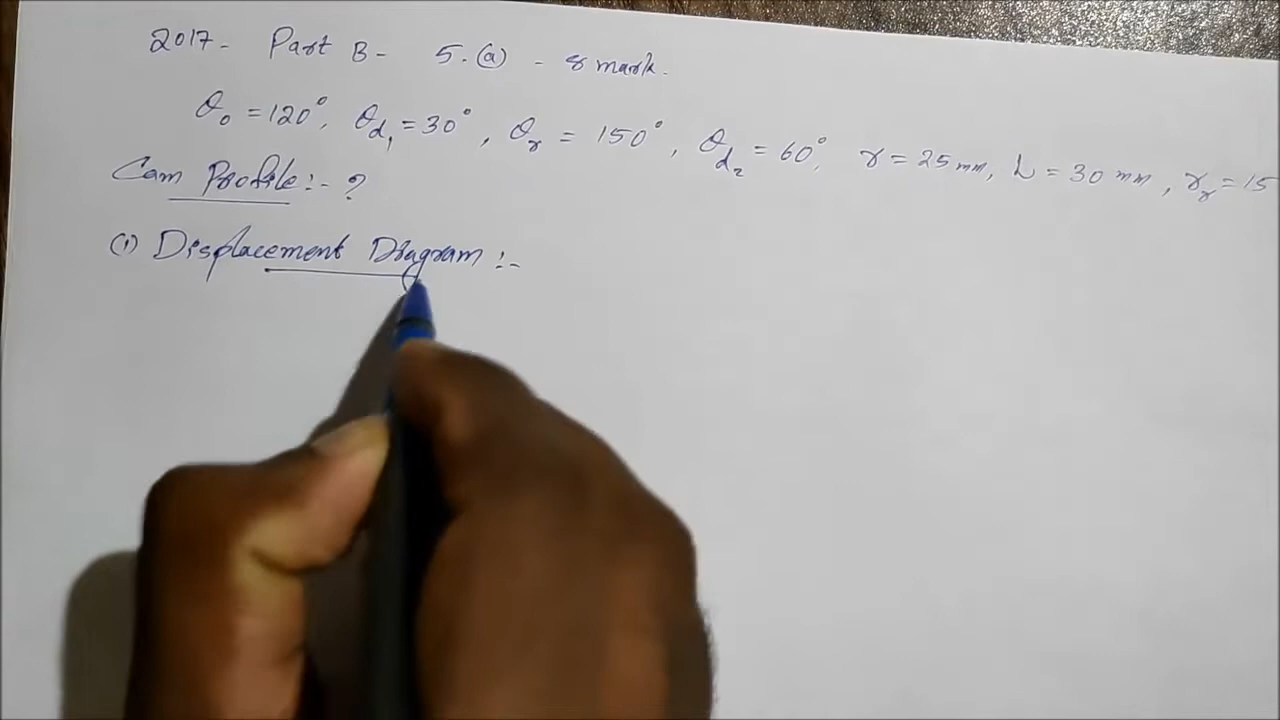 2017- Part B- 5.(a) - 8 mark.
θ₀ = 120°, θd₁ = 30°, θr = 150°, θd₂ = 60°, r = 25 mm, L = 30 mm, rr = 15
Cam Profile:- ?
(1) Displacement Diagram :-